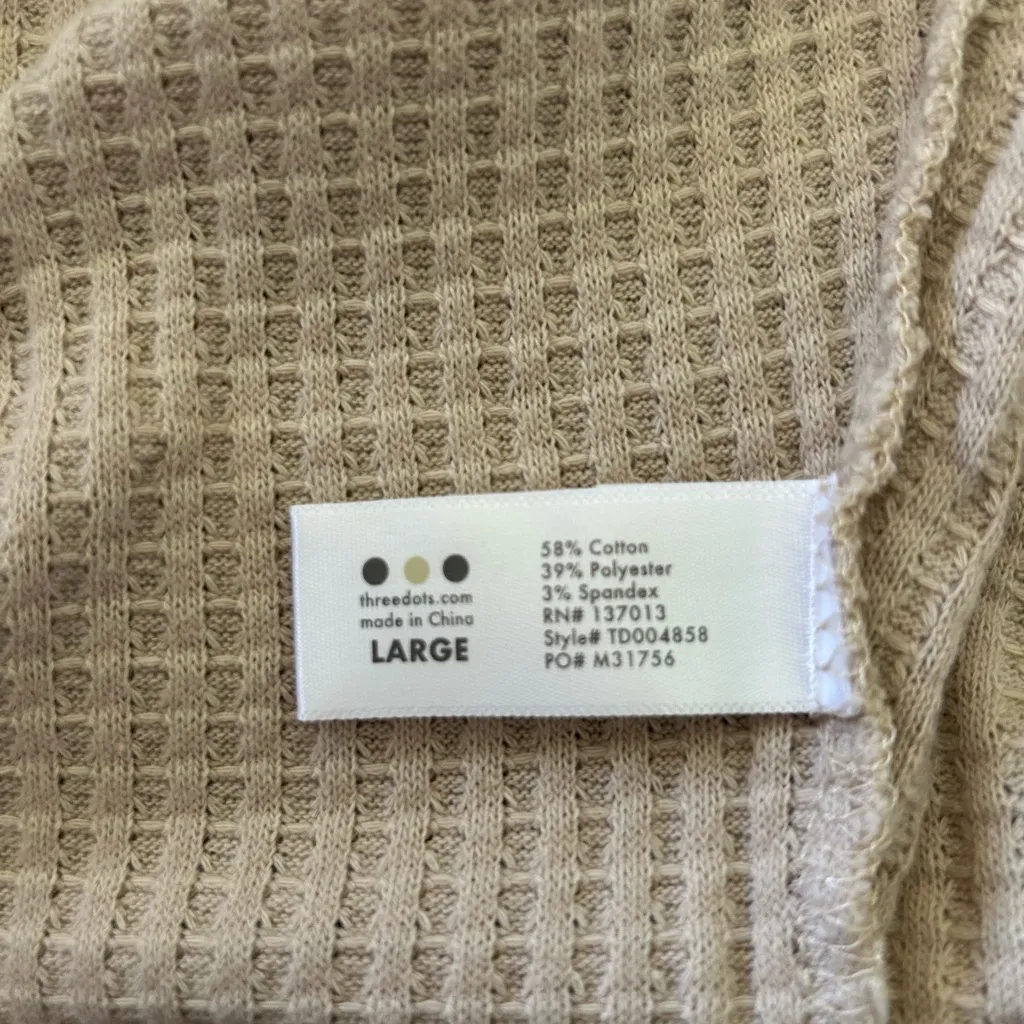 threedots.com
made in China
LARGE
58% Cotton
39% Polyester
3% Spandex
RN# 137013
Style# TD004858
PO# M31756